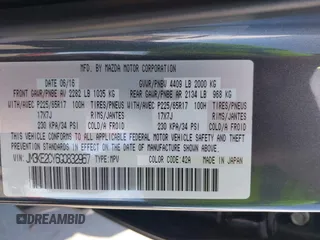 BY: MAZDA MOTOR CORPORATION
DATE: 06/16 GVWR/PNBV 4409 LB 2000 KG
FRONT GAWR/PNBE AV 2282 LB 1035 KG REAR GAWR/PNBE AR 2134 LB 968 KG
WITH/AVEC P225/65R17 100H TIRES/PNEUS WITH/AVEC P225/65R17 100H TIRES/PNEUS
17X7J RIMS/JANTES 17X7J RIMS/JANTES
230 KPA/34 PSI COLD/A FROID 230 KPA/34 PSI COLD/A FROID
THIS VEHICLE CONFORMS TO ALL APPLICABLE FEDERAL MOTOR VEHICLE
SAFETY, BUMPER, AND THEFT PREVENTION STANDARDS IN
EFFECT ON THE DATE OF MANUFACTURE SHOWN ABOVE.
VIN: TYPE: MPV COLOR CODE: 42A MADE IN JAPAN